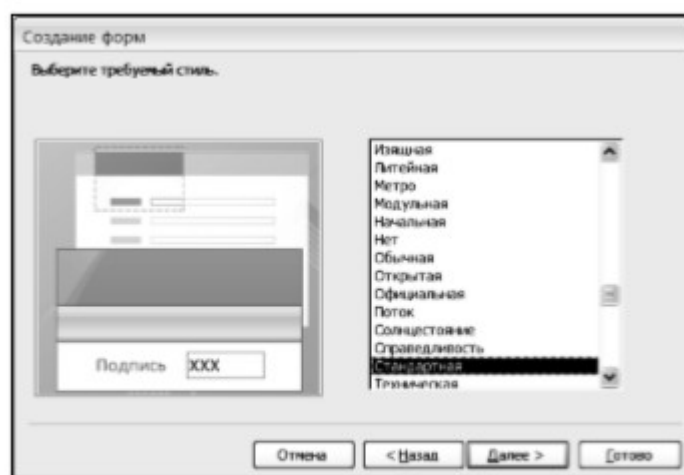 Создание форм
Выберите требуемый стиль.
Изящная
Литейная
Метро
Модульная
Начальная
Нет
Обычная
Открытая
Официальная
Поток
Солнцестояние
Справедливость
Стандартная
Техническая
Подпись XXX
Отмена
< Назад
Далее >
Готово